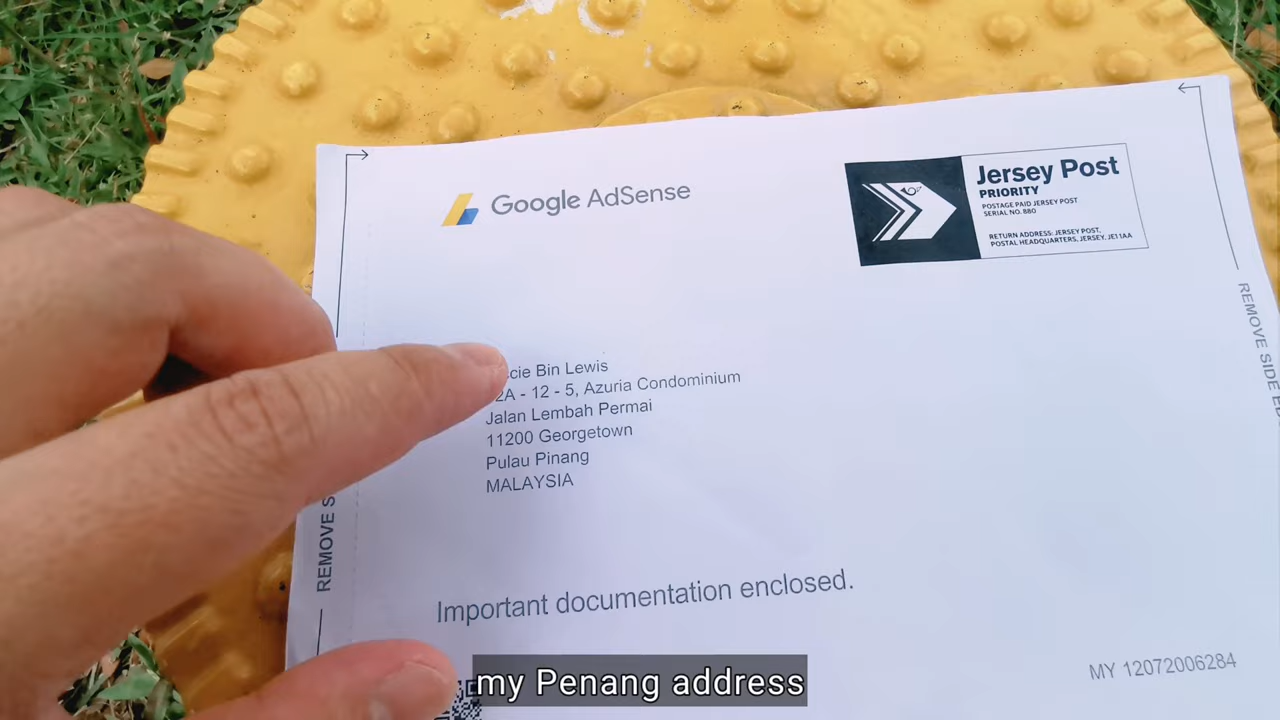 Google AdSense
Jersey Post
PRIORITY
POSTAGE PAID JERSEY POST
SERIAL NO. 880
RETURN ADDRESS: JERSEY POST,
POSTAL HEADQUARTERS, JERSEY, JE1 1AA
REMOVE SIDE
Bin Lewis
- 12 - 5, Azuria Condominium
Jalan Lembah Permai
11200 Georgetown
Pulau Pinang
MALAYSIA
REMOVE
Important documentation enclosed.
MY 12072006284
my Penang address